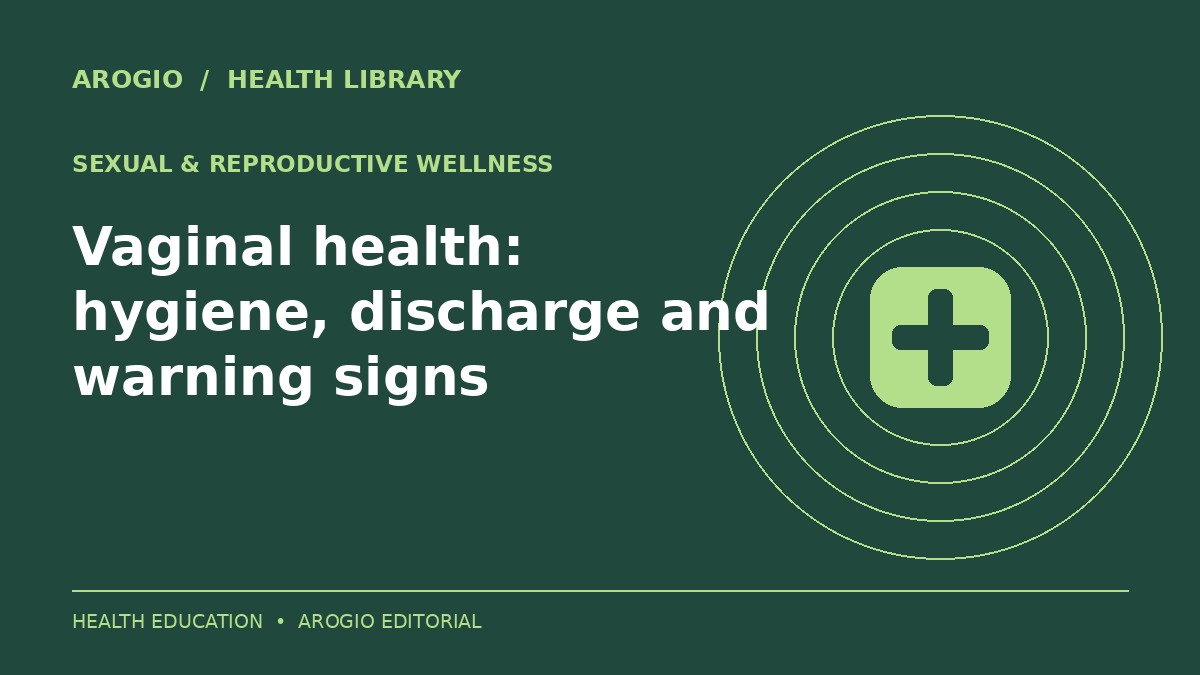 AROGIO / HEALTH LIBRARY
SEXUAL & REPRODUCTIVE WELLNESS
Vaginal health:
hygiene, discharge and
warning signs
HEALTH EDUCATION • AROGIO EDITORIAL